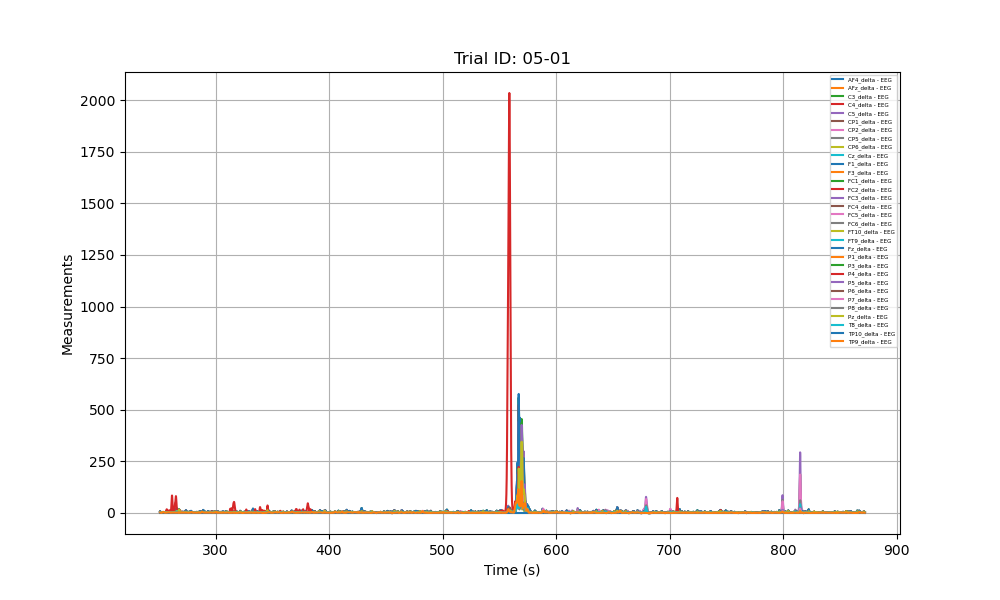 Trial ID: 05-01
2000
1750
1500
1250
1000
750
500
250
0
Measurements
300
400
500
600
700
800
900
Time (s)
AF4_delta - EEG
AFz_delta - EEG
C3_delta - EEG
C4_delta - EEG
C5_delta - EEG
CP1_delta - EEG
CP2_delta - EEG
CP5_delta - EEG
CP6_delta - EEG
Cz_delta - EEG
F1_delta - EEG
F3_delta - EEG
FC1_delta - EEG
FC2_delta - EEG
FC3_delta - EEG
FC4_delta - EEG
FC5_delta - EEG
FC6_delta - EEG
FT10_delta - EEG
FT9_delta - EEG
Fz_delta - EEG
P1_delta - EEG
P3_delta - EEG
P4_delta - EEG
P5_delta - EEG
P6_delta - EEG
P7_delta - EEG
P8_delta - EEG
Pz_delta - EEG
T8_delta - EEG
TP10_delta - EEG
TP9_delta - EEG